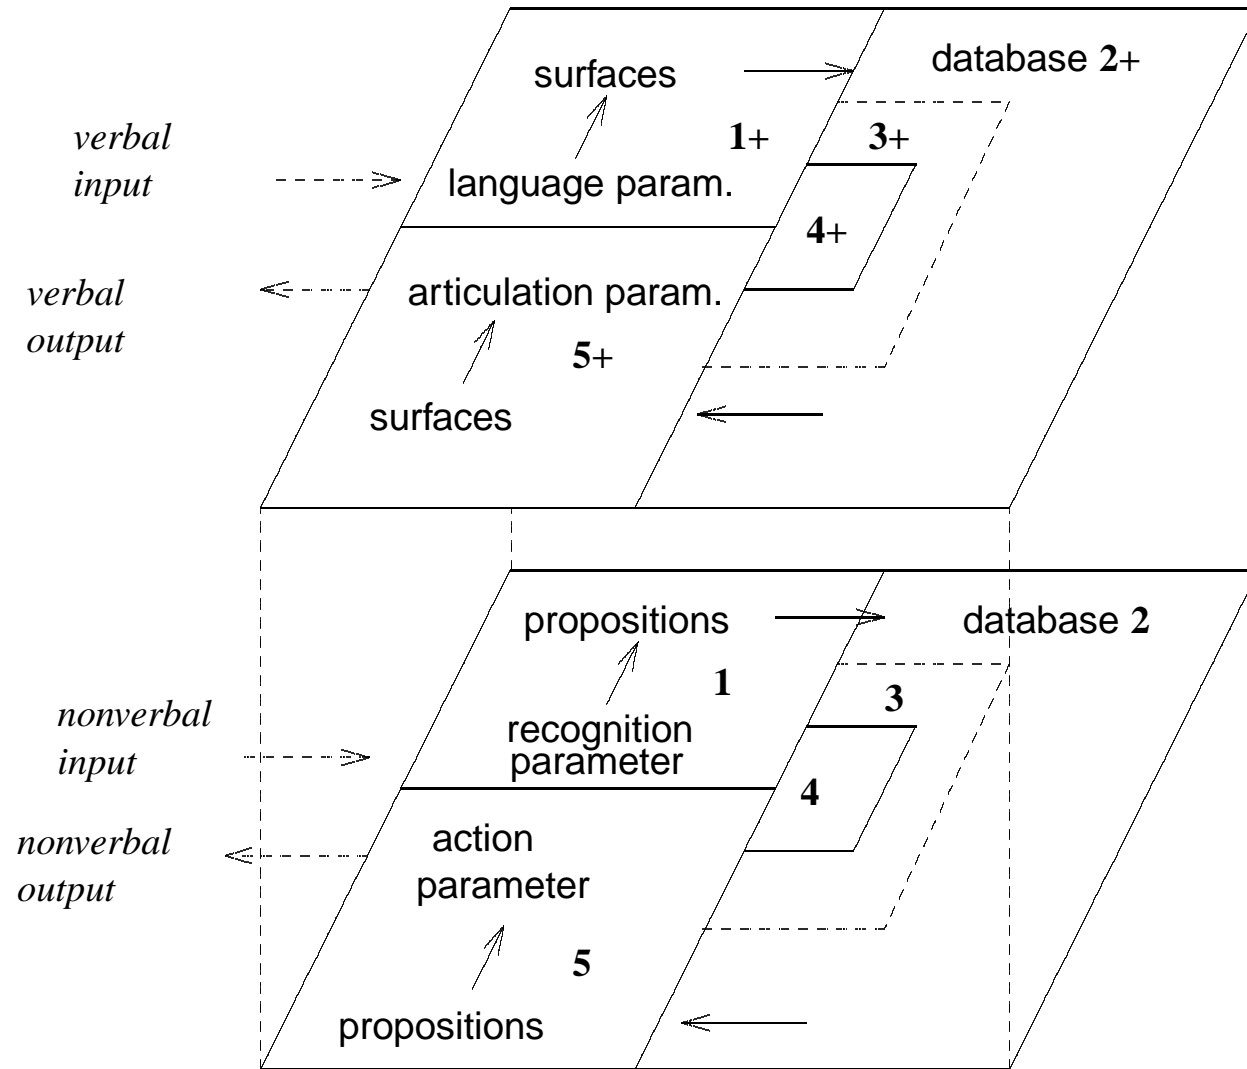 surfaces
database 2+
verbal
input
1+
3+
language param.
4+
verbal
output
articulation param.
5+
surfaces
propositions
database 2
1
3
nonverbal
input
recognition
parameter
4
nonverbal
output
action
parameter
5
propositions